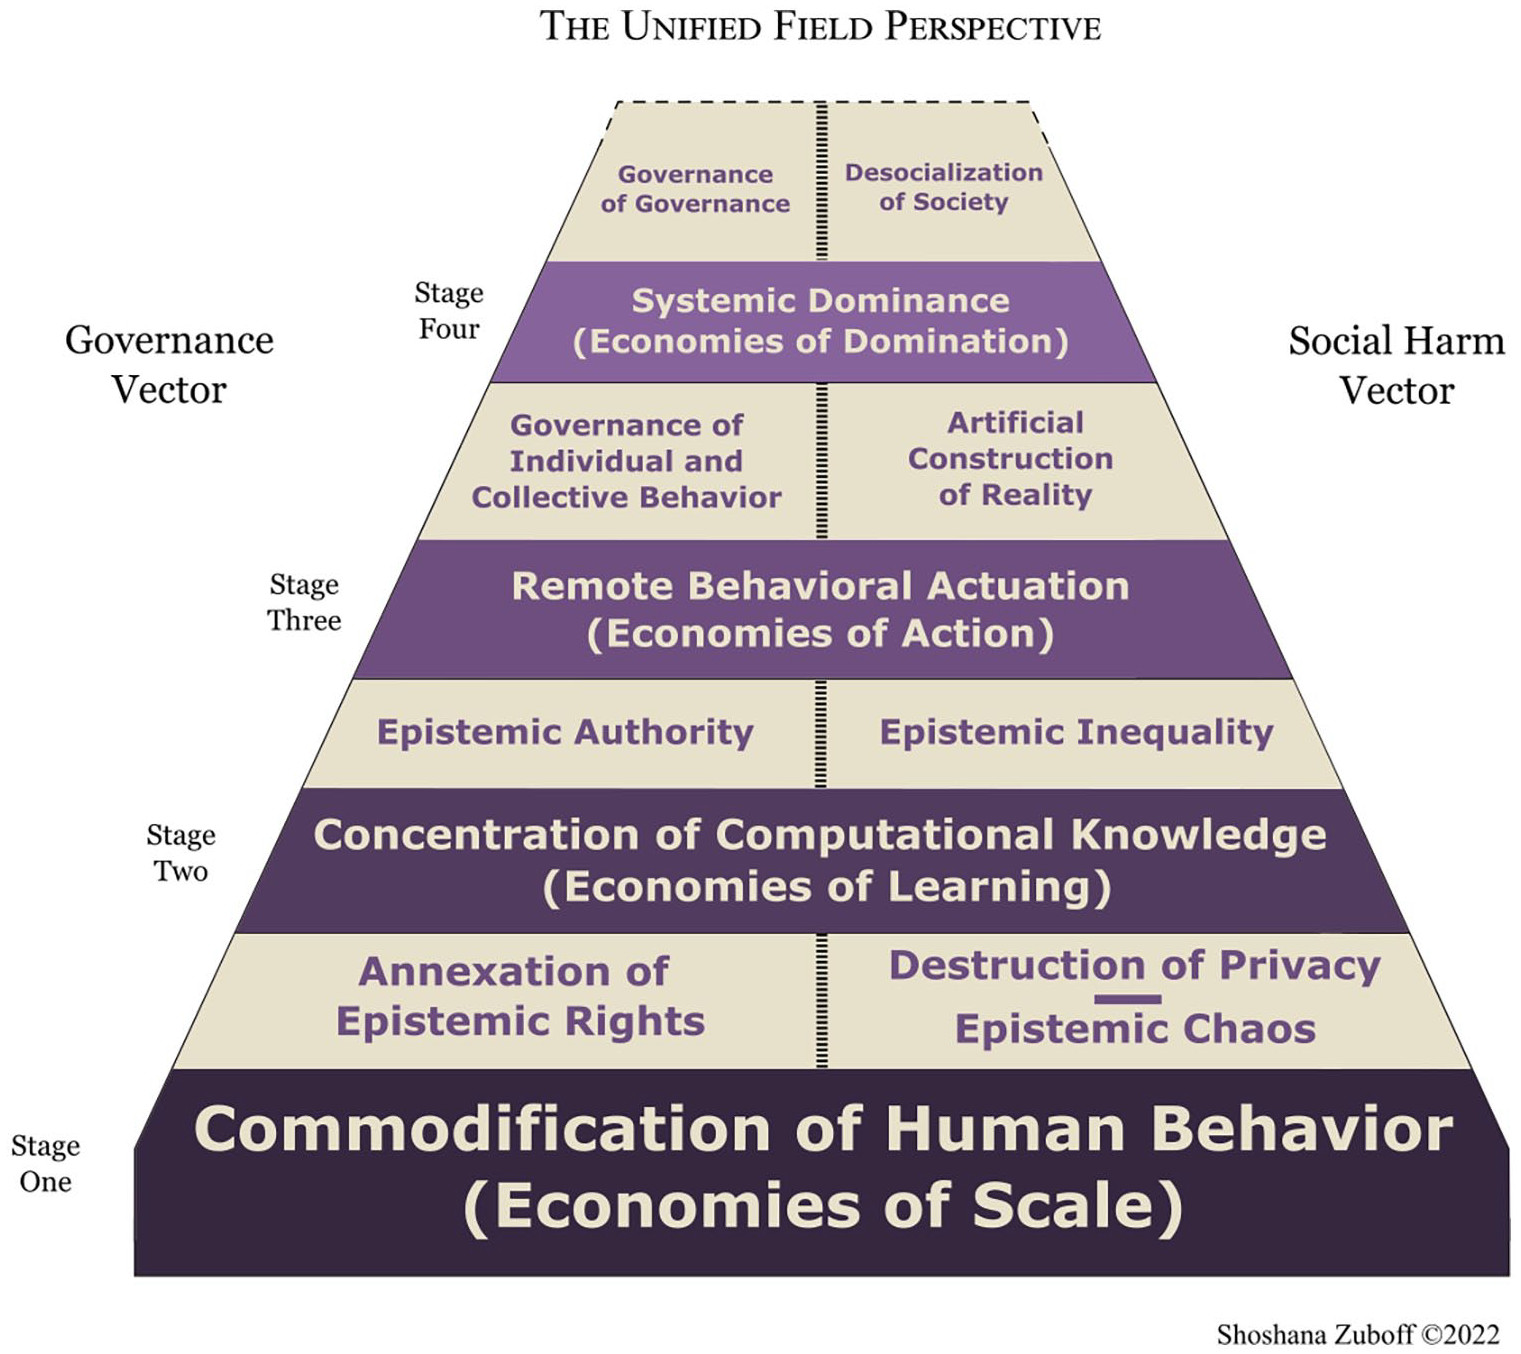 THE UNIFIED FIELD PERSPECTIVE
Governance
of Governance
Desocialization
of Society
Stage
Four
Systemic Dominance
(Economies of Domination)
Governance
Vector
Social Harm
Vector
Governance of
Individual and
Collective Behavior
Artificial
Construction
of Reality
Stage
Three
Remote Behavioral Actuation
(Economies of Action)
Epistemic Authority
Epistemic Inequality
Stage
Two
Concentration of Computational Knowledge
(Economies of Learning)
Annexation of
Epistemic Rights
Destruction of Privacy
Epistemic Chaos
Stage
One
Commodification of Human Behavior
(Economies of Scale)
Shoshana Zuboff ©2022